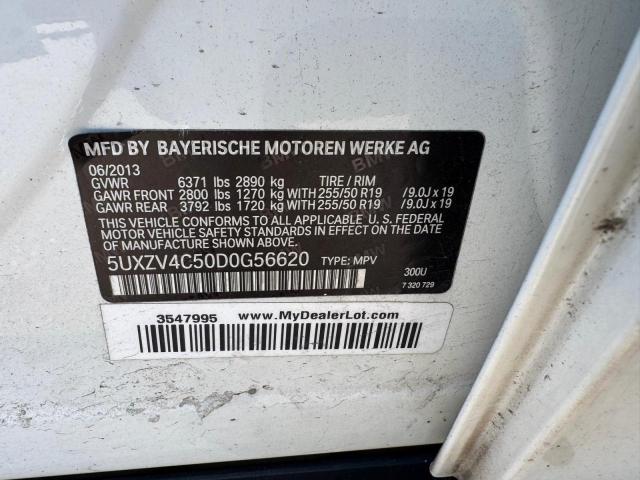 MFD BY BAYERISCHE MOTOREN WERKE AG
06/2013
GVWR 6371 lbs 2890 kg TIRE / RIM
GAWR FRONT 2800 lbs 1270 kg WITH 255/50 R19 /9.0J x 19
GAWR REAR 3792 lbs 1720 kg WITH 255/50 R19 /9.0J x 19
THIS VEHICLE CONFORMS TO ALL APPLICABLE U. S. FEDERAL
MOTOR VEHICLE SAFETY STANDARDS IN EFFECT ON THE
DATE OF MANUFACTURE SHOWN ABOVE.
5UXZV4C50D0G56620 TYPE: MPV 300U
7 320 729
3547995 www.MyDealerLot.com